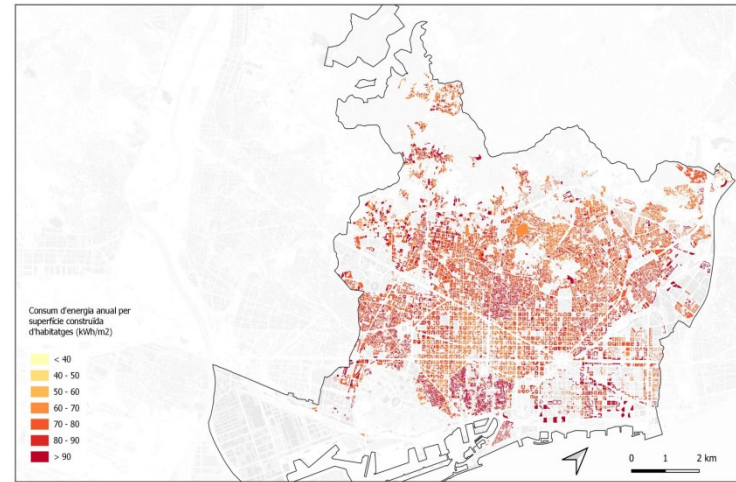 Consum d'energia anual per
superfície construïda
d'habitatges (kWh/m2)
< 40
40 - 50
50 - 60
60 - 70
70 - 80
80 - 90
> 90
0 1 2 km